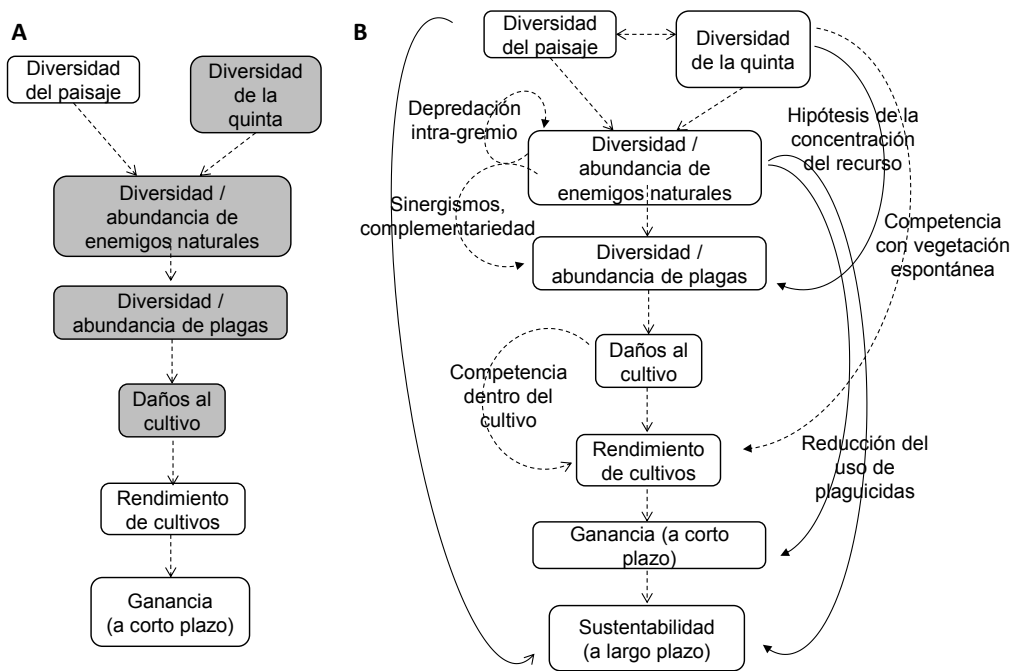 A
Diversidad
del paisaje
Diversidad
de la
quinta
Diversidad /
abundancia de
enemigos naturales
Diversidad /
abundancia de plagas
Daños al
cultivo
Rendimiento
de cultivos
Ganancia
(a corto plazo)
B
Diversidad
del paisaje
Diversidad
de la quinta
Depredación
intra-gremio
Hipótesis de la
concentración
del recurso
Diversidad /
abundancia de
enemigos naturales
Sinergismos,
complementariedad
Competencia
con vegetación
espontánea
Diversidad /
abundancia de plagas
Daños al
cultivo
Competencia
dentro del
cultivo
Rendimiento
de cultivos
Reducción del
uso de
plaguicidas
Ganancia (a corto
plazo)
Sustentabilidad
(a largo plazo)